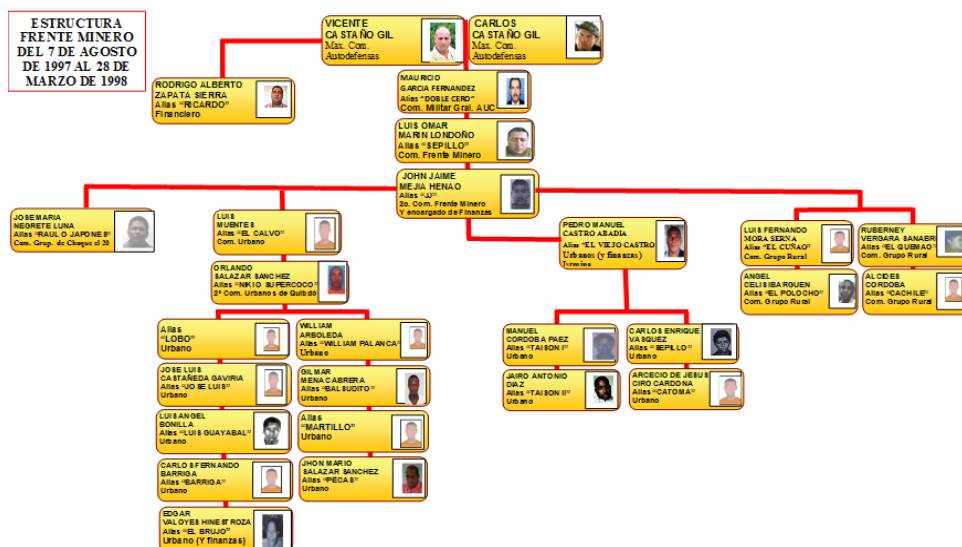 ESTRUCTURA
FRENTE MINERO
DEL 7 DE AGOSTO
DE 1997 AL 28 DE
MARZO DE 1998
VICENTE
CASTAÑO GIL
Max. Com.
Autodefensas
CARLOS
CASTAÑO GIL
Max. Com.
Autodefensas
RODRIGO ALBERTO
ZAPATA SIERRA
Alias “RICARDO”
Financiero
MAURICIO
GARCIA FERNANDEZ
Alias “DOBLE CERO”
Com. Militar Gral. AUC
LUIS OMAR
MARIN LONDOÑO
Alias “SEPILLO”
Com. Frente Minero
JOHN JAIME
MEJIA HENAO
Alias “JJ”
2o. Com. Frente Minero
Y encargado de Finanzas
JOSE MARIA
NEGRETE LUNA
Alias “RAUL O JAPONES”
Com. Grup. de Choque el 20
LUIS
MUENTES
Alias “EL CALVO”
Com. Urbano
PEDRO MANUEL
CASTRO ABADIA
Alias “EL VIEJO CASTRO”
Urbanos (y finanzas)
LUIS FERNANDO
MORA SERNA
Alias “EL CUÑAO”
Com. Grupo Rural
RUBERNEY
VERGARA SANABRI
Alias “EL QUEMAO”
Com. Grupo Rural
ANGEL
CELIS IBARGUEN
Alias “EL POLOCHO”
Com. Grupo Rural
ALCIDES
CORDOBA
Alias “CACHILE”
Com. Grupo Rural
ORLANDO
SALAZAR SANCHEZ
Alias “NIKIO SUPERCOCO”
2º Com. Urbanos de Quibdó
Alias
“LOBO”
Urbano
WILLIAM
ARBOLEDA
Alias “WILLIAM PALANCA”
Urbano
JOSE LUIS
CASTAÑEDA GAVIRIA
Alias “JOSE LUIS”
Urbano
GILMAR
MENA CABRERA
Alias “BALSUDITO”
Urbano
LUIS ANGEL
BONILLA
Alias “LUIS GUAYABAL”
Urbano
Alias
“MARTILLO”
Urbano
CARLOS FERNANDO
BARRIGA
Alias “BARRIGA”
Urbano
JHON MARIO
SALAZAR SANCHEZ
Alias “PECAS”
Urbano
EDGAR
VALOYES HINESTROZA
Alias “EL BRUJO”
Urbano (Y finanzas)
MANUEL
CORDOBA PAEZ
Alias “TAISON I”
Urbano
CARLOS ENRIQUE
VASQUEZ
Alias “SEPILLO”
Urbano
JAIRO ANTONIO
DIAZ
Alias “TAISON II”
Urbano
ARCECIO DE JESUS
CIRO CARDONA
Alias “CATOMA”
Urbano